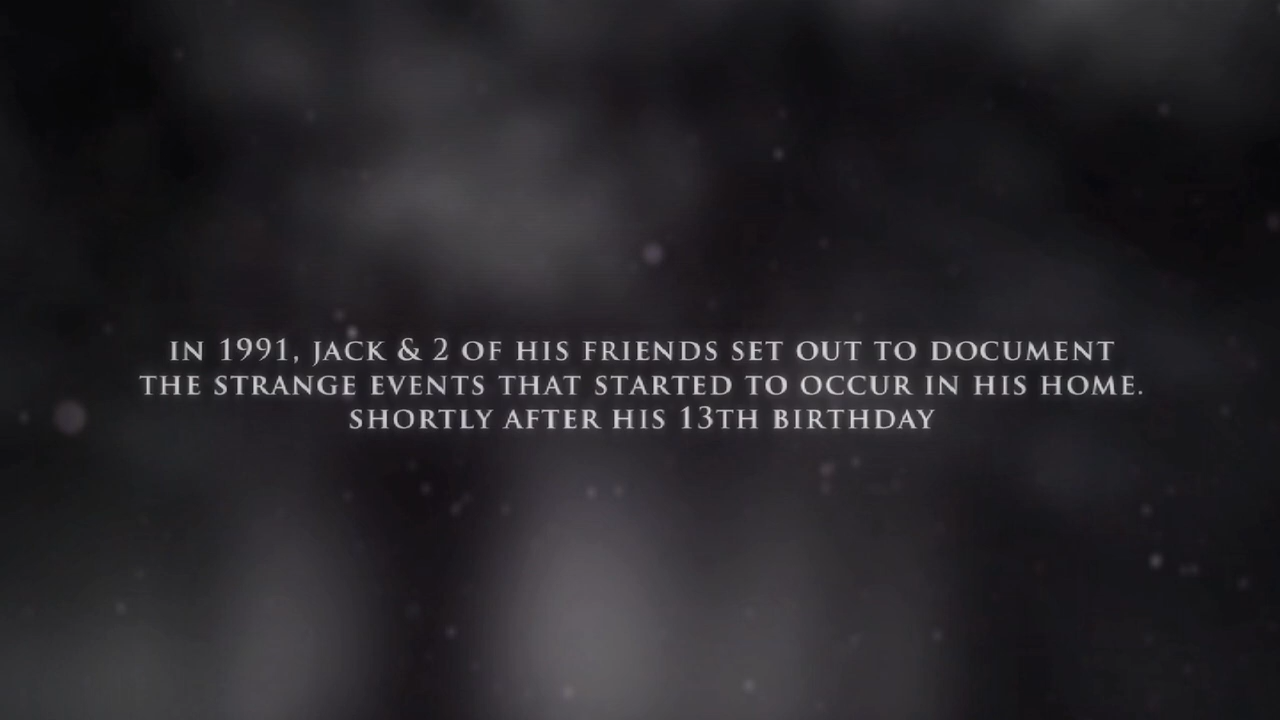 IN 1991, JACK & 2 OF HIS FRIENDS SET OUT TO DOCUMENT
THE STRANGE EVENTS THAT STARTED TO OCCUR IN HIS HOME.
SHORTLY AFTER HIS 13TH BIRTHDAY